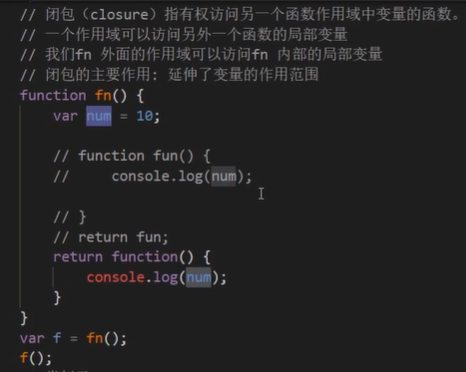 // 闭包（closure）指有权访问另一个函数作用域中变量的函数。
// 一个作用域可以访问另外一个函数的局部变量
// 我们fn 外面的作用域可以访问fn 内部的局部变量
// 闭包的主要作用: 延伸了变量的作用范围
function fn() {
    var num = 10;

    // function fun() {
    //     console.log(num);

    // }
    // return fun;
    return function() {
        console.log(num);
    }
}
var f = fn();
f();